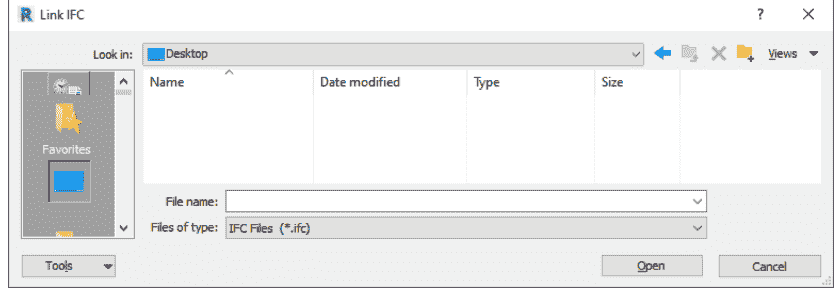 Link IFC
Look in: Desktop Views
Name Date modified Type Size
Favorites
File name:
Files of type: IFC Files (*.ifc)
Tools Open Cancel